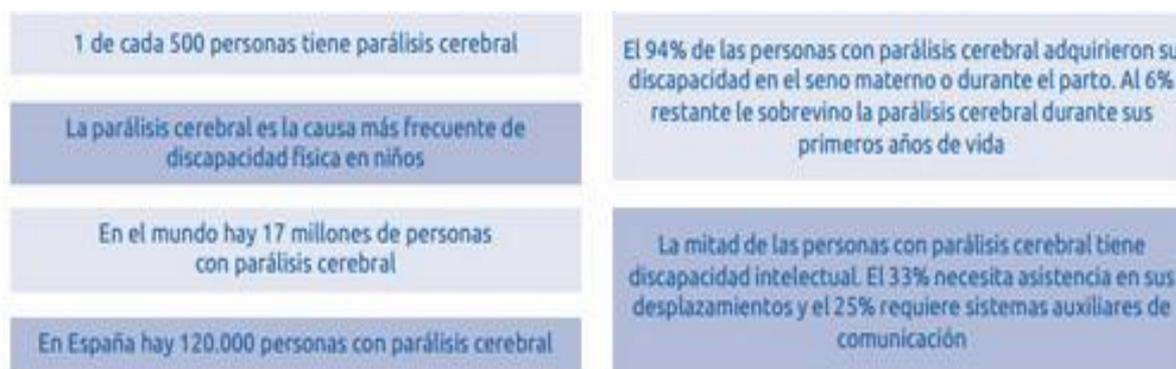 1 de cada 500 personas tiene parálisis cerebral
La parálisis cerebral es la causa más frecuente de
discapacidad física en niños
En el mundo hay 17 millones de personas
con parálisis cerebral
En España hay 120.000 personas con parálisis cerebral
El 94% de las personas con parálisis cerebral adquirieron su
discapacidad en el seno materno o durante el parto. Al 6%
restante le sobrevino la parálisis cerebral durante sus
primeros años de vida
La mitad de las personas con parálisis cerebral tiene
discapacidad intelectual. El 33% necesita asistencia en sus
desplazamientos y el 25% requiere sistemas auxiliares de
comunicación